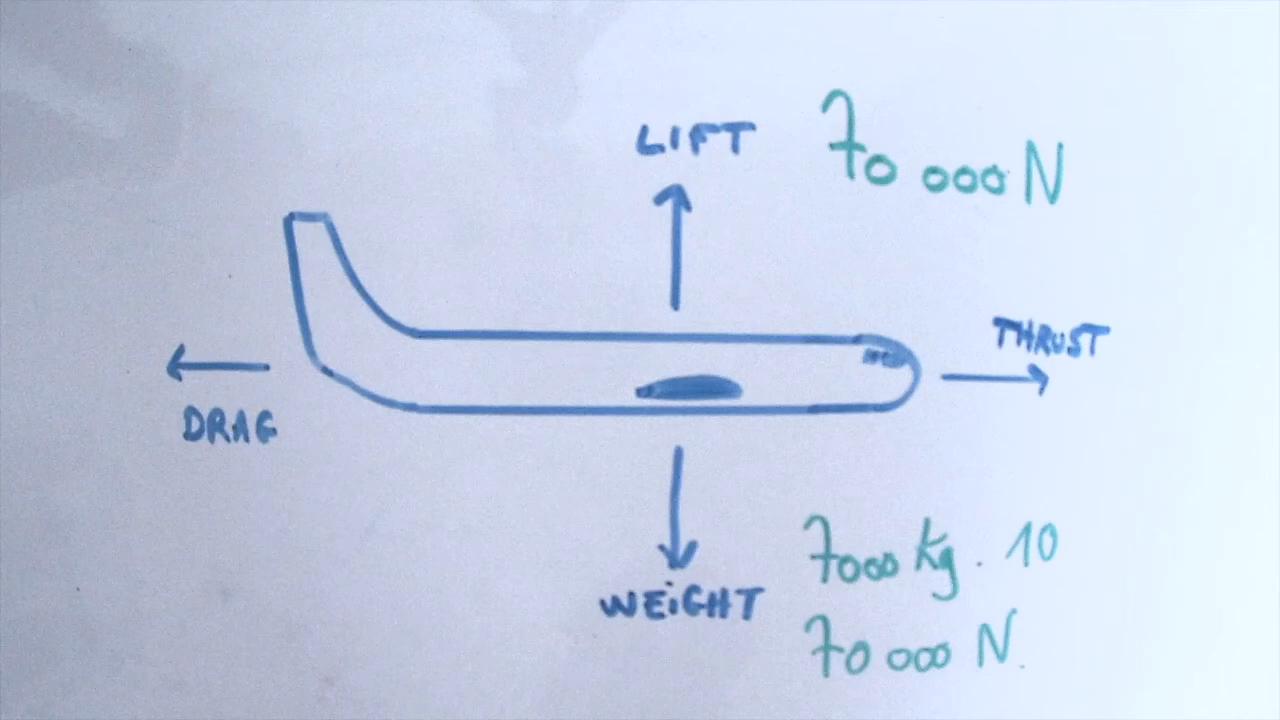 LIFT
70 000 N
THRUST
DRAG
7000 kg . 10
WEiGHT
70 000 N.